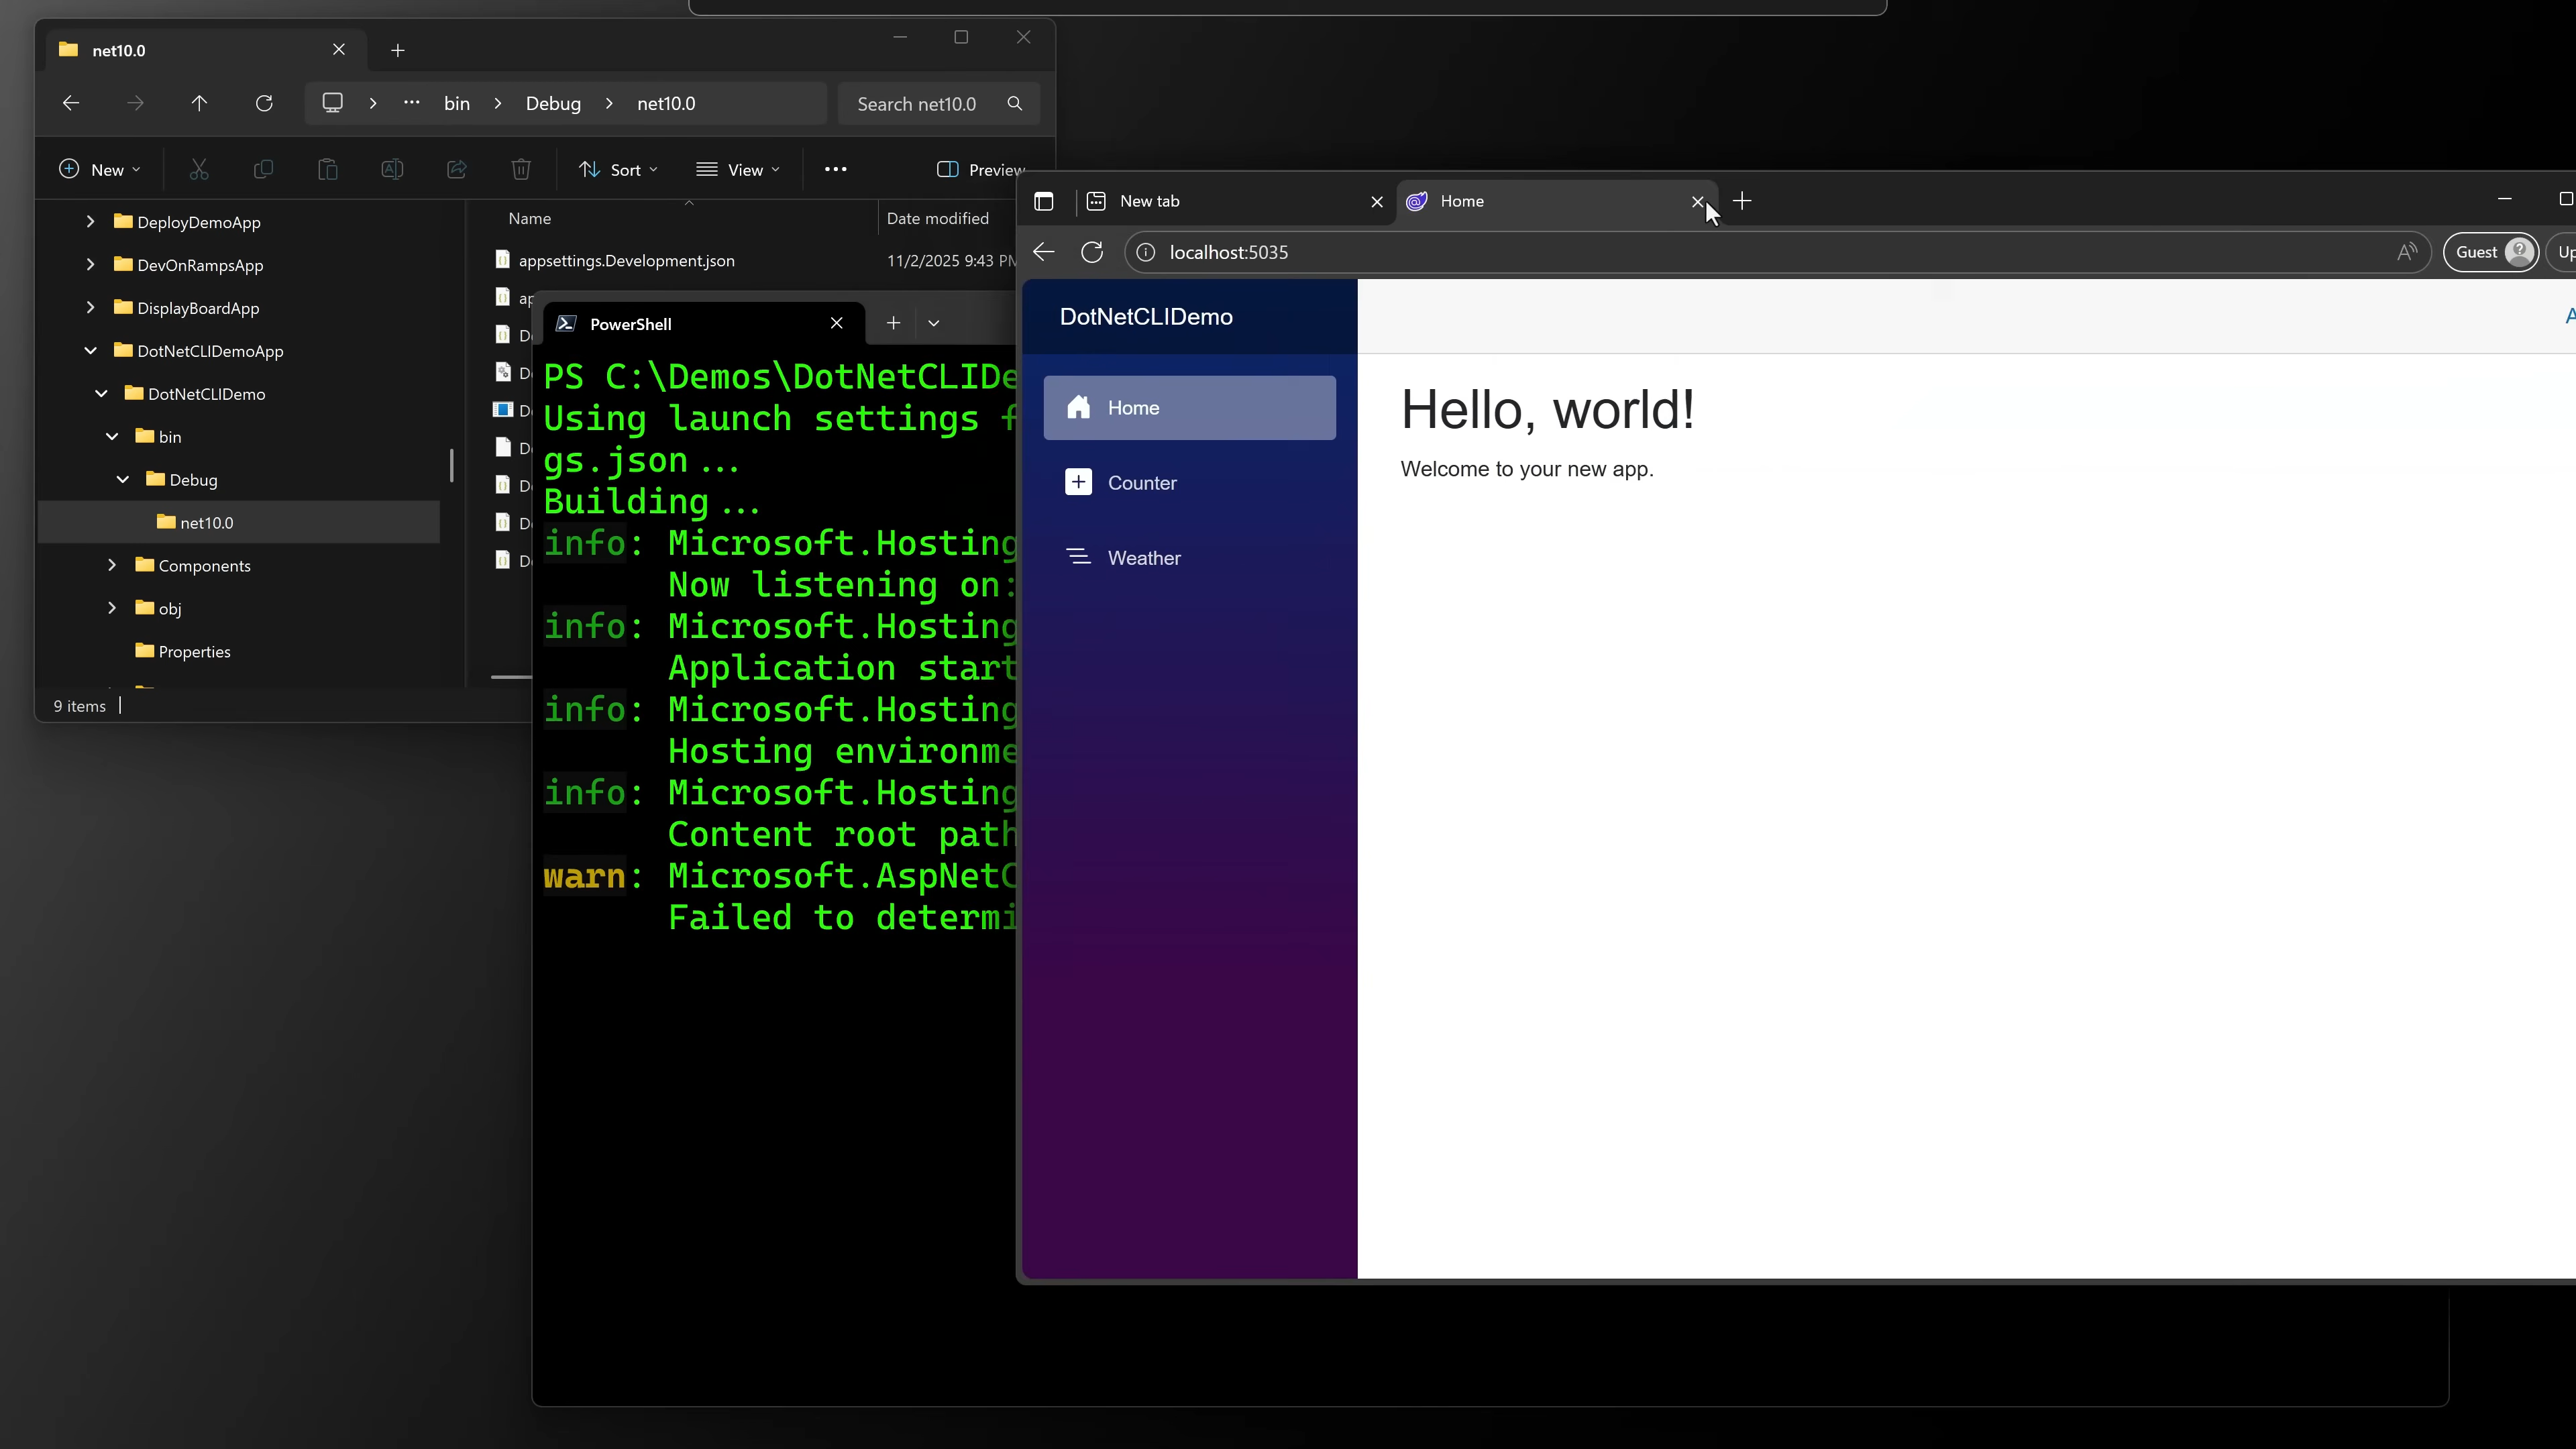 net10.0
bin
Debug
net10.0
Search net10.0
New
Sort
View
Preview
DeployDemoApp
DevOnRampsApp
DisplayBoardApp
DotNetCLIDemoApp
DotNetCLIDemo
bin
Debug
net10.0
Components
obj
Properties
9 items
Name
Date modified
appsettings.Development.json
11/2/2025 9:43 PM
PowerShell
PS C:\Demos\DotNetCLIDe
Using launch settings
gs.json ...
Building ...
info: Microsoft.Hosting
Now listening on:
info: Microsoft.Hosting
Application start
info: Microsoft.Hosting
Hosting environme
info: Microsoft.Hosting
Content root path
warn: Microsoft.AspNetC
Failed to determi
New tab
Home
localhost:5035
Guest
DotNetCLIDemo
Home
Counter
Weather
Hello, world!
Welcome to your new app.